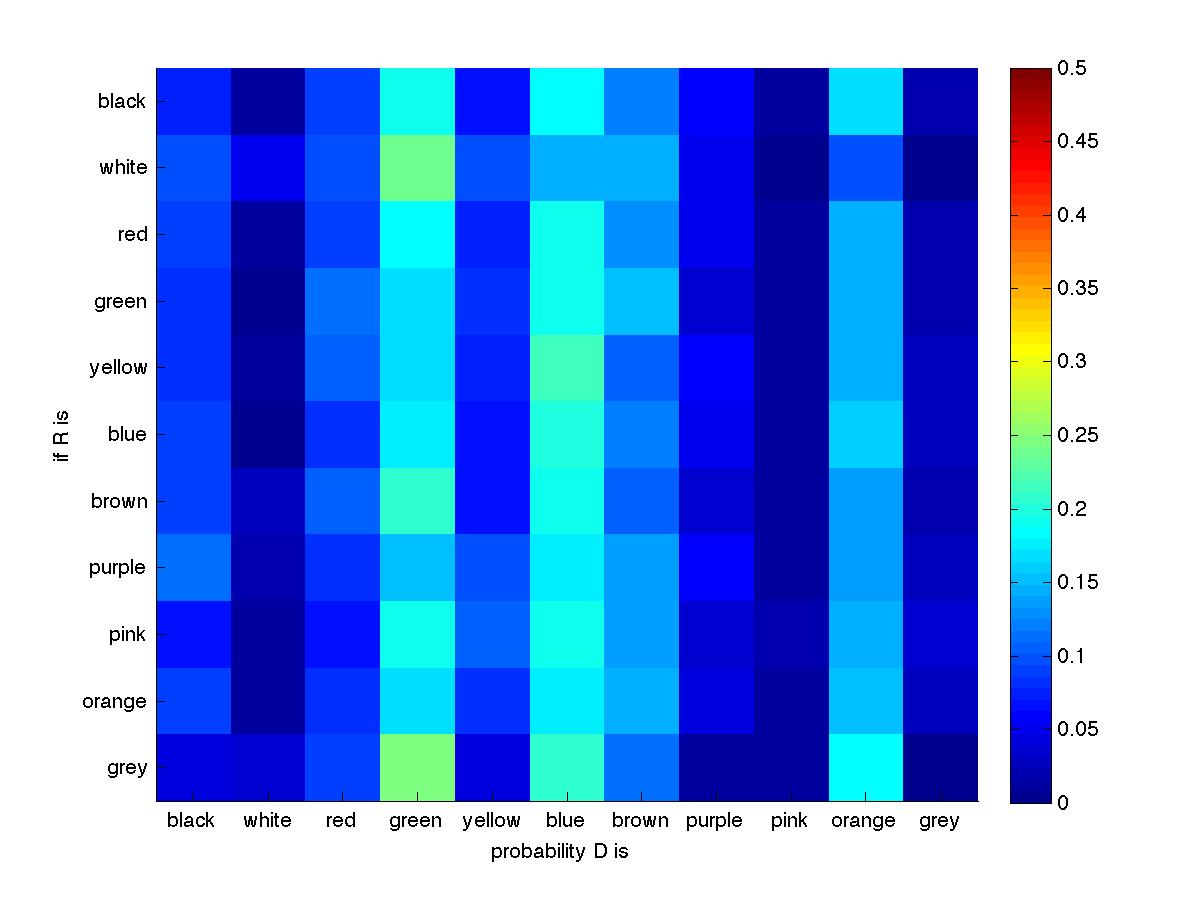 black
white
red
green
yellow
blue
brown
purple
pink
orange
grey
if R is
black white red green yellow blue brown purple pink orange grey
probability D is
0.5
0.45
0.4
0.35
0.3
0.25
0.2
0.15
0.1
0.05
0